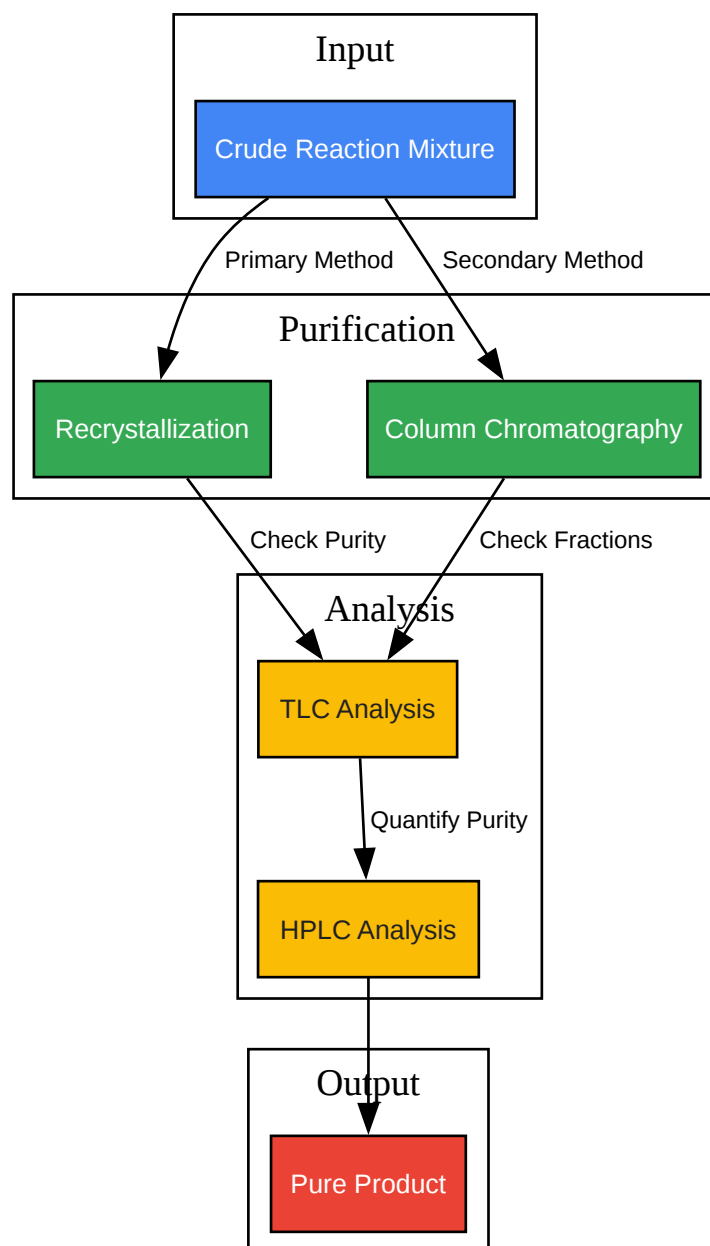 Input
Crude Reaction Mixture
Primary Method
Secondary Method
Purification
Recrystallization
Column Chromatography
Check Purity
Check Fractions
Analysis
TLC Analysis
Quantify Purity
HPLC Analysis
Output
Pure Product